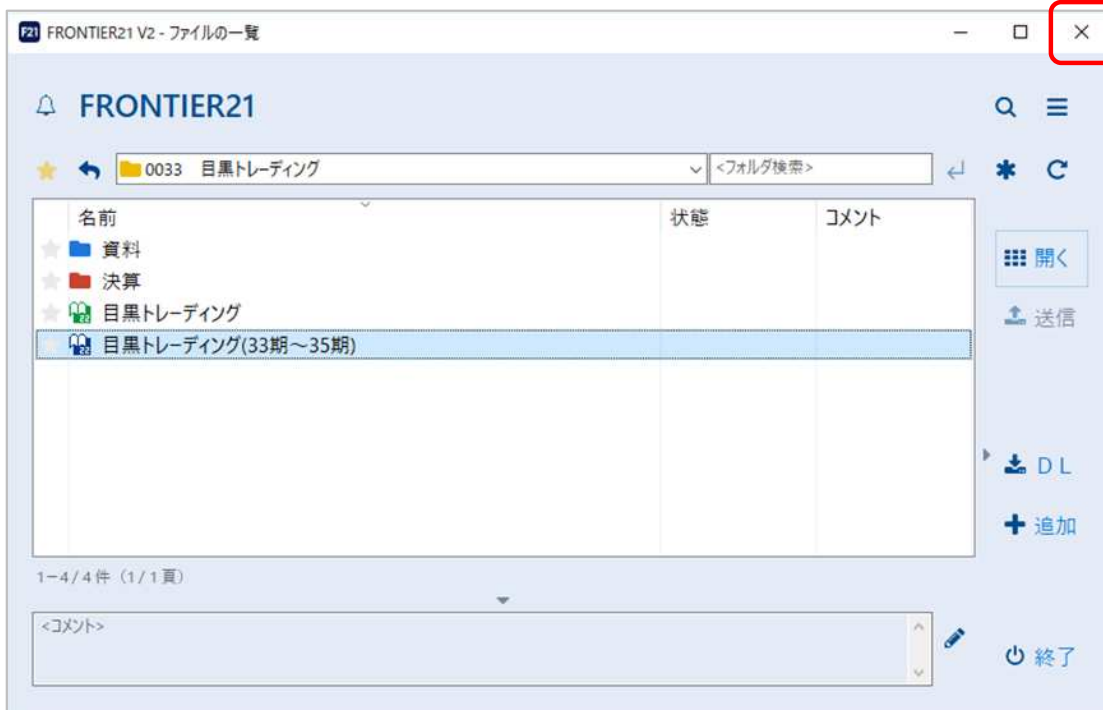 F21 FRONTIER21 V2 - ファイルの一覧
FRONTIER21
0033 目黒トレーディング <フォルダ検索>
名前 状態 コメント
資料
決算
目黒トレーディング
目黒トレーディング(33期～35期)
開く
送信
DL
追加
1－4/4件（1/1頁）
<コメント>
終了